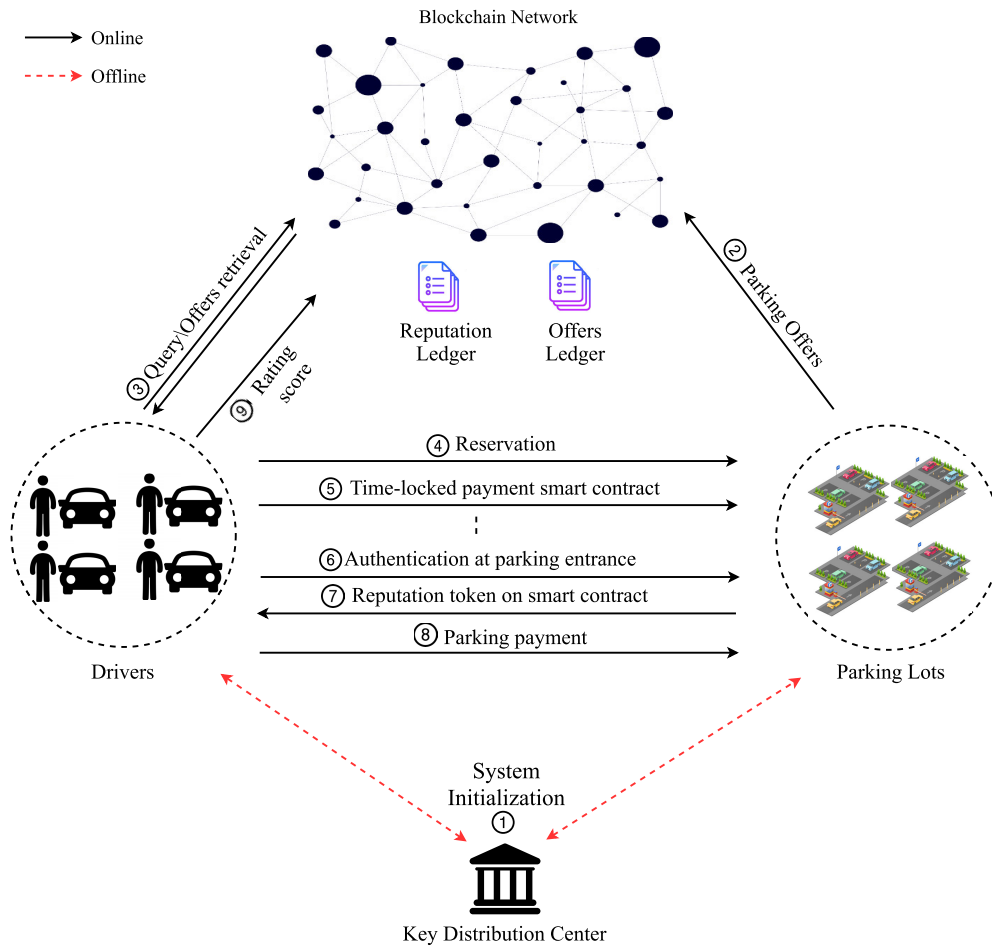 Blockchain Network
Online
Offline
③ Query\Offers retrieval
② Parking Offers
Reputation
Ledger
Offers
Ledger
⑨ Rating
score
④ Reservation
⑤ Time-locked payment smart contract
⑥ Authentication at parking entrance
⑦ Reputation token on smart contract
⑧ Parking payment
Drivers
Parking Lots
System
Initialization
①
Key Distribution Center